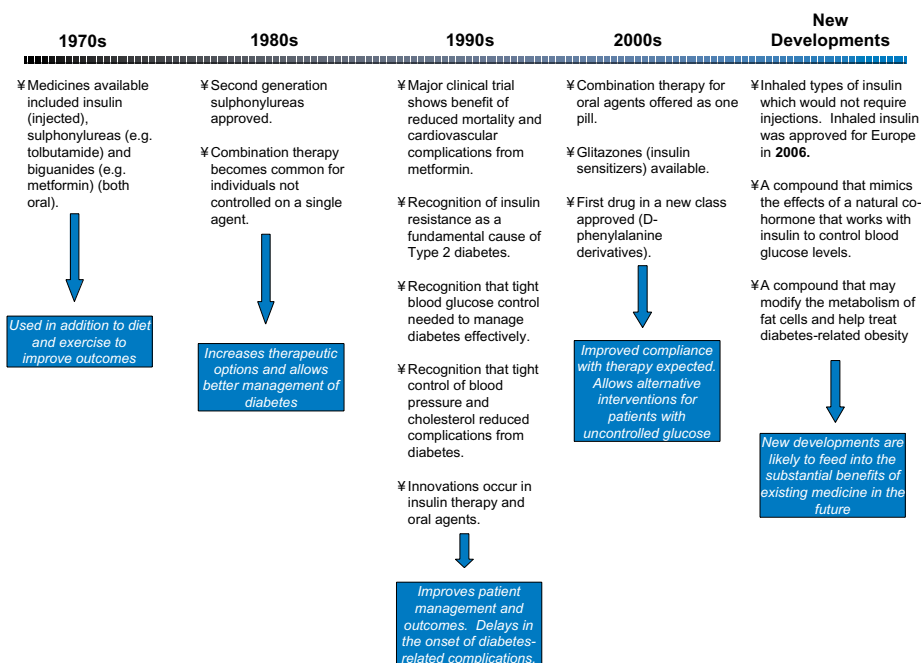 1970s
1980s
1990s
2000s
New
Developments
¥ Medicines available
included insulin
(injected),
sulphonylureas (e.g.
tolbutamide) and
biguanides (e.g.
metformin) (both
oral).
Used in addition to diet
and exercise to
improve outcomes
¥ Second generation
sulphonylureas
approved.
¥ Combination therapy
becomes common for
individuals not
controlled on a single
agent.
Increases therapeutic
options and allows
better management of
diabetes
¥ Major clinical trial
shows benefit of
reduced mortality and
cardiovascular
complications from
metformin.
¥ Recognition of insulin
resistance as a
fundamental cause of
Type 2 diabetes.
¥ Recognition that tight
blood glucose control
needed to manage
diabetes effectively.
¥ Recognition that tight
control of blood
pressure and
cholesterol reduced
complications from
diabetes.
¥ Innovations occur in
insulin therapy and
oral agents.
Improves patient
management and
outcomes. Delays in
the onset of diabetes-
related complications.
¥ Combination therapy for
oral agents offered as one
pill.
¥ Glitazones (insulin
sensitizers) available.
¥ First drug in a new class
approved (D-
phenylalanine
derivatives).
Improved compliance
with therapy expected.
Allows alternative
interventions for
patients with
uncontrolled glucose
¥ Inhaled types of insulin
which would not require
injections. Inhaled insulin
was approved for Europe
in 2006.
¥ A compound that mimics
the effects of a natural co-
hormone that works with
insulin to control blood
glucose levels.
¥ A compound that may
modify the metabolism of
fat cells and help treat
diabetes-related obesity
New developments are
likely to feed into the
substantial benefits of
existing medicine in the
future